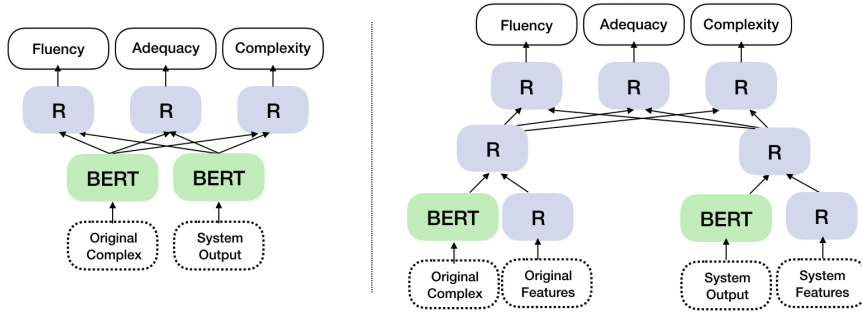 Fluency
Adequacy
Complexity
R
R
R
BERT
BERT
Original
Complex
System
Output
Fluency
Adequacy
Complexity
R
R
R
R
R
BERT
R
BERT
R
Original
Complex
Original
Features
System
Output
System
Features